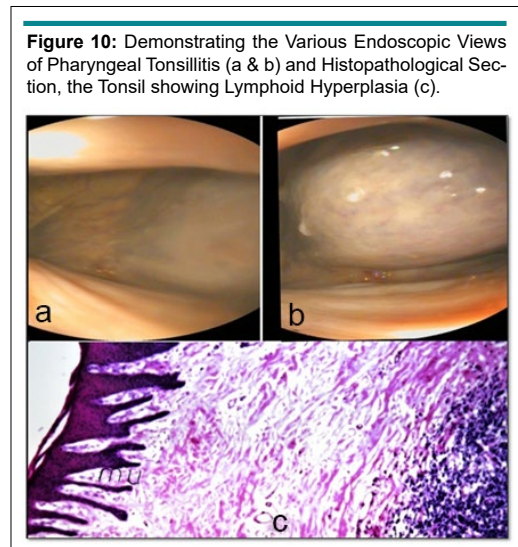 Figure 10: Demonstrating the Various Endoscopic Views
of Pharyngeal Tonsillitis (a & b) and Histopathological Sec-
tion, the Tonsil showing Lymphoid Hyperplasia (c).
a
b
mu
c